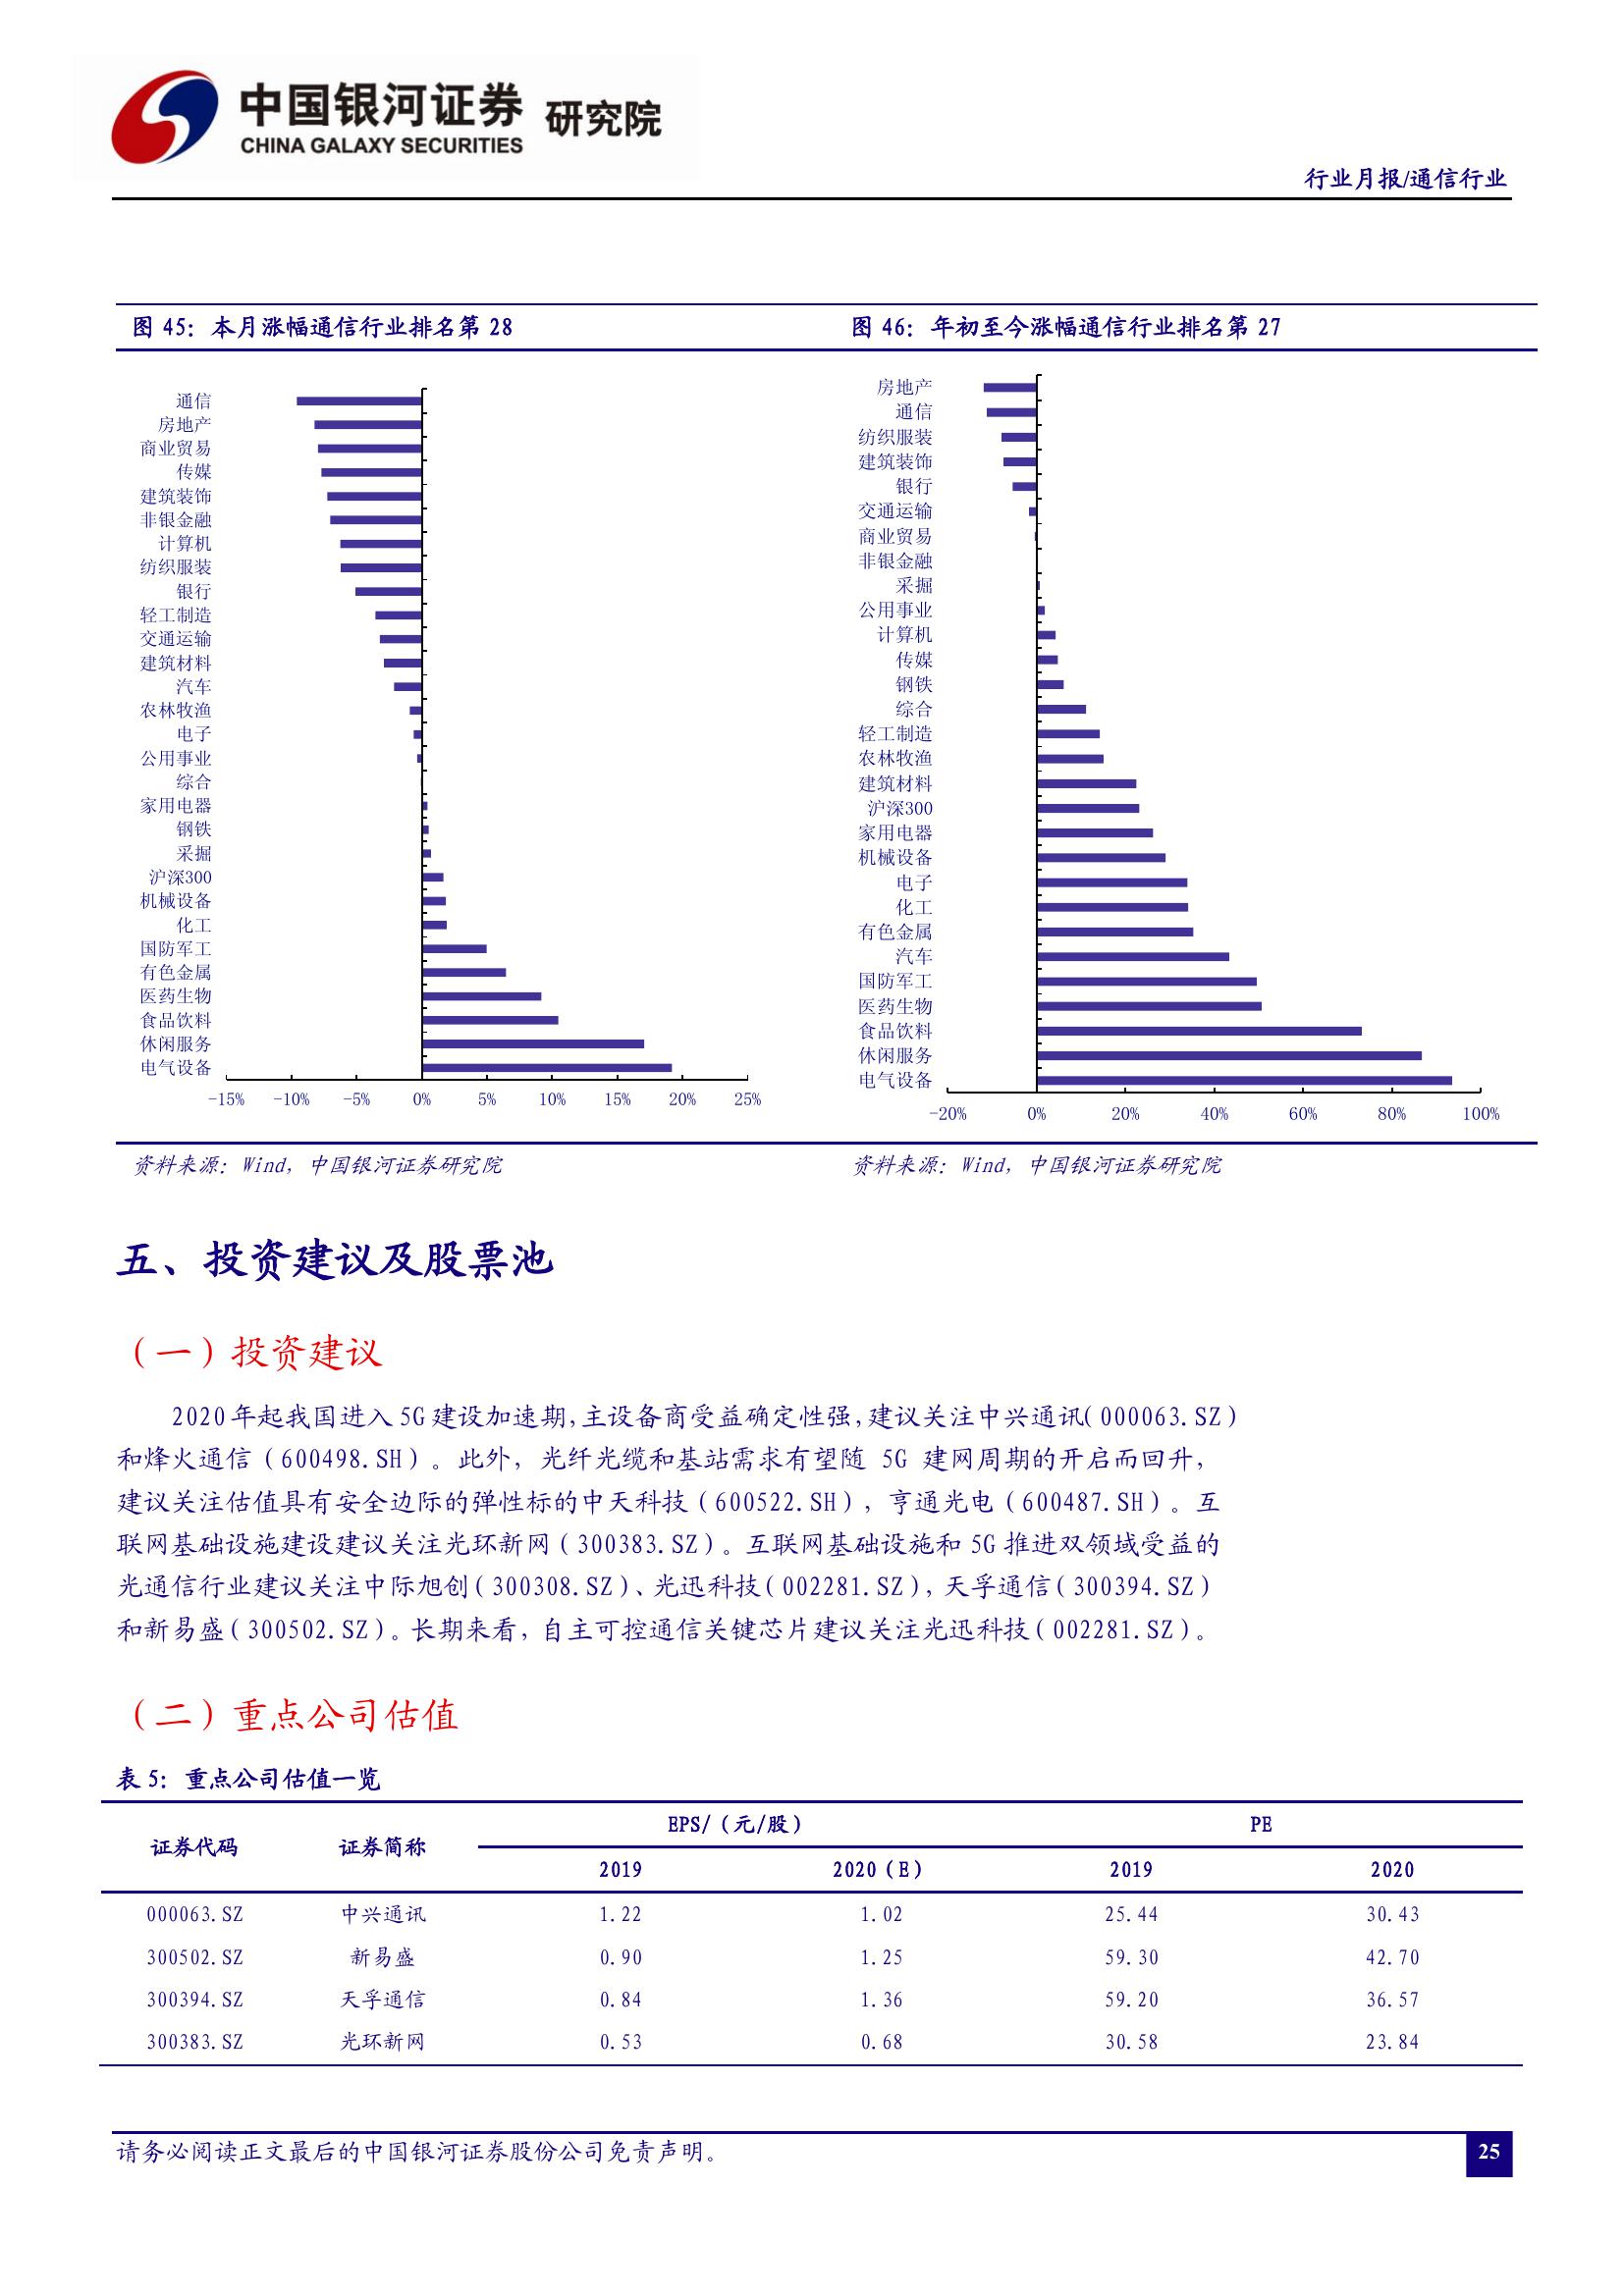 中国银河证券 研究院
CHINA GALAXY SECURITIES
行业月报/通信行业
图 45：本月涨幅通信行业排名第 28
通信
房地产
商业贸易
传媒
建筑装饰
非银金融
计算机
纺织服装
银行
轻工制造
交通运输
建筑材料
汽车
农林牧渔
电子
公用事业
综合
家用电器
钢铁
采掘
沪深300
机械设备
化工
国防军工
有色金属
医药生物
食品饮料
休闲服务
电气设备
-15% -10% -5% 0% 5% 10% 15% 20% 25%
资料来源：Wind，中国银河证券研究院
图 46：年初至今涨幅通信行业排名第 27
房地产
通信
纺织服装
建筑装饰
银行
交通运输
商业贸易
非银金融
采掘
公用事业
计算机
传媒
钢铁
综合
轻工制造
农林牧渔
建筑材料
沪深300
家用电器
机械设备
电子
化工
有色金属
汽车
国防军工
医药生物
食品饮料
休闲服务
电气设备
-20% 0% 20% 40% 60% 80% 100%
资料来源：Wind，中国银河证券研究院
五、投资建议及股票池
（一）投资建议
2020年起我国进入5G建设加速期，主设备商受益确定性强，建议关注中兴通讯（000063.SZ）
和烽火通信（600498.SH）。此外，光纤光缆和基站需求有望随 5G 建网周期的开启而回升，
建议关注估值具有安全边际的弹性标的中天科技（600522.SH），亨通光电（600487.SH）。互
联网基础设施建设建议关注光环新网（300383.SZ）。互联网基础设施和 5G 推进双领域受益的
光通信行业建议关注中际旭创（300308.SZ）、光迅科技（002281.SZ），天孚通信（300394.SZ）
和新易盛（300502.SZ）。长期来看，自主可控通信关键芯片建议关注光迅科技（002281.SZ）。
（二）重点公司估值
表 5：重点公司估值一览
证券代码 证券简称 EPS/（元/股） PE
2019 2020（E） 2019 2020
000063.SZ 中兴通讯 1.22 1.02 25.44 30.43
300502.SZ 新易盛 0.90 1.25 59.30 42.70
300394.SZ 天孚通信 0.84 1.36 59.20 36.57
300383.SZ 光环新网 0.53 0.68 30.58 23.84
请务必阅读正文最后的中国银河证券股份公司免责声明。
25